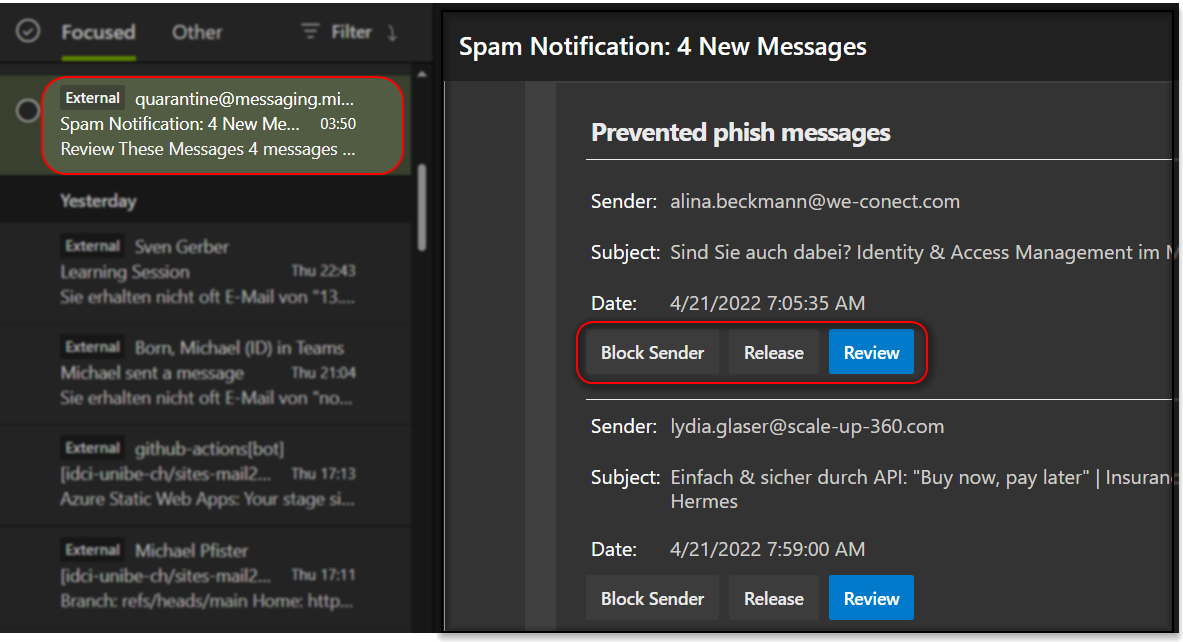 Focused Other Filter
External quarantine@messaging.mi...
Spam Notification: 4 New Me... 03:50
Review These Messages 4 messages ...
Yesterday
External Sven Gerber
Learning Session Thu 22:43
Sie erhalten nicht oft E-Mail von "13....
External Born, Michael (ID) in Teams
Michael sent a message Thu 21:04
Sie erhalten nicht oft E-Mail von "no...
External github-actions[bot]
[idci-unibe-ch/sites-mail2... Thu 17:13
Azure Static Web Apps: Your stage si...
External Michael Pfister
[idci-unibe-ch/sites-mail2... Thu 17:11
Branch: refs/heads/main Home: http...
Spam Notification: 4 New Messages
Prevented phish messages
Sender: alina.beckmann@we-conect.com
Subject: Sind Sie auch dabei? Identity & Access Management im M
Date: 4/21/2022 7:05:35 AM
Block Sender Release Review
Sender: lydia.glaser@scale-up-360.com
Subject: Einfach & sicher durch API: "Buy now, pay later" | Insuran
Hermes
Date: 4/21/2022 7:59:00 AM
Block Sender Release Review